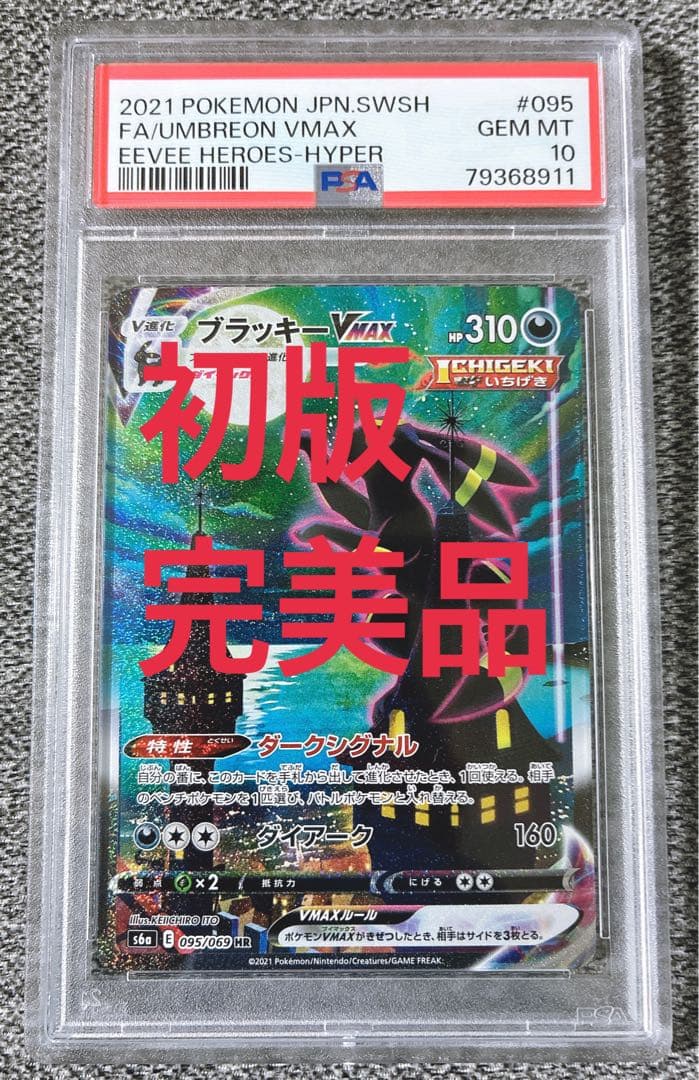 2021 POKEMON JPN.SWSH #095
FA/UMBREON VMAX GEM MT
EEVEE HEROES-HYPER 10
PSA 79368911
V進化 ブラッキーVMAX HP310
進化
ICHIGEKI
いちげき
初版
完美品
特性 とくせい ダークシグナル
自分の番に、このカードを手札から出して進化させたとき、1回使える。相手
のベンチポケモンを1匹選び、バトルポケモンと入れ替える。
ダイアーク 160
弱点 ×2 抵抗力 にげる
Illus.KEIICHIRO ITO
VMAXルール
s6a E 095/069 HR
ポケモンVMAXがきぜつしたとき、相手はサイドを3枚とる。
©2021 Pokémon/Nintendo/Creatures/GAME FREAK.
PSA